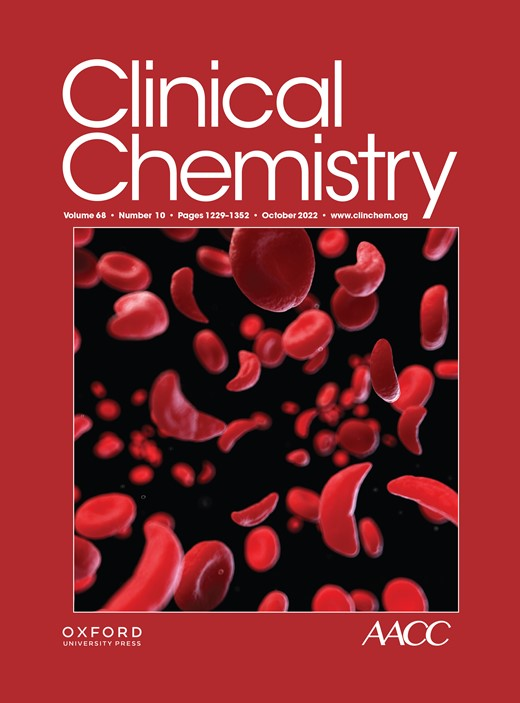 Clinical
Chemistry
Volume 68 • Number 10 • Pages 1229–1352 • October 2022 • www.clinchem.org
OXFORD
UNIVERSITY PRESS
AACC